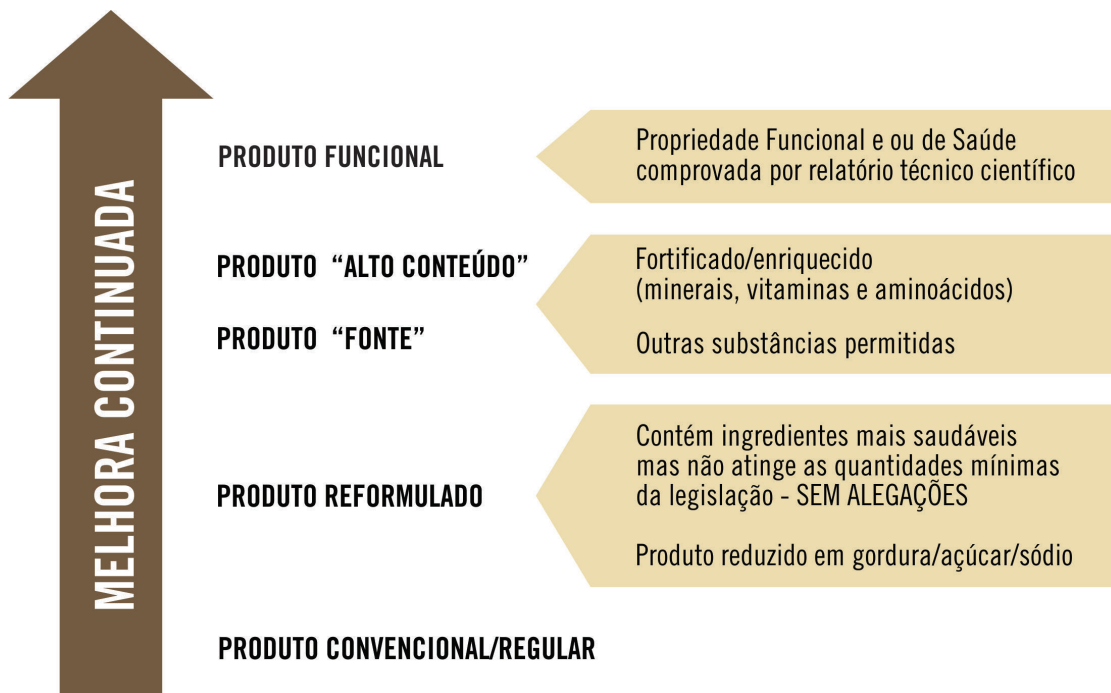 MELHORA CONTINUADA
PRODUTO FUNCIONAL
Propriedade Funcional e ou de Saúde
comprovada por relatório técnico científico
PRODUTO “ALTO CONTEÚDO”
PRODUTO “FONTE”
Fortificado/enriquecido
(minerais, vitaminas e aminoácidos)
Outras substâncias permitidas
PRODUTO REFORMULADO
Contém ingredientes mais saudáveis
mas não atinge as quantidades mínimas
da legislação - SEM ALEGAÇÕES
Produto reduzido em gordura/açúcar/sódio
PRODUTO CONVENCIONAL/REGULAR